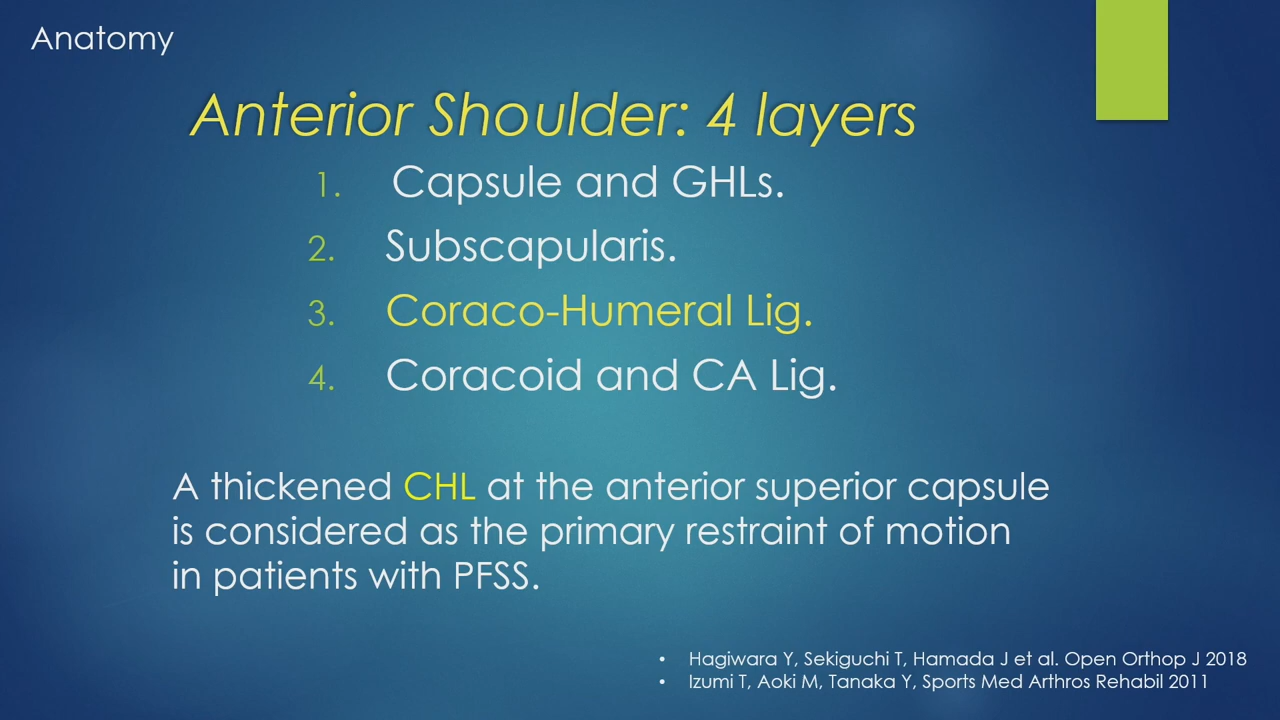 Anatomy
Anterior Shoulder: 4 layers
1. Capsule and GHLs.
2. Subscapularis.
3. Coraco-Humeral Lig.
4. Coracoid and CA Lig.
A thickened CHL at the anterior superior capsule
is considered as the primary restraint of motion
in patients with PFSS.
• Hagiwara Y, Sekiguchi T, Hamada J et al. Open Orthop J 2018
• Izumi T, Aoki M, Tanaka Y, Sports Med Arthros Rehabil 2011